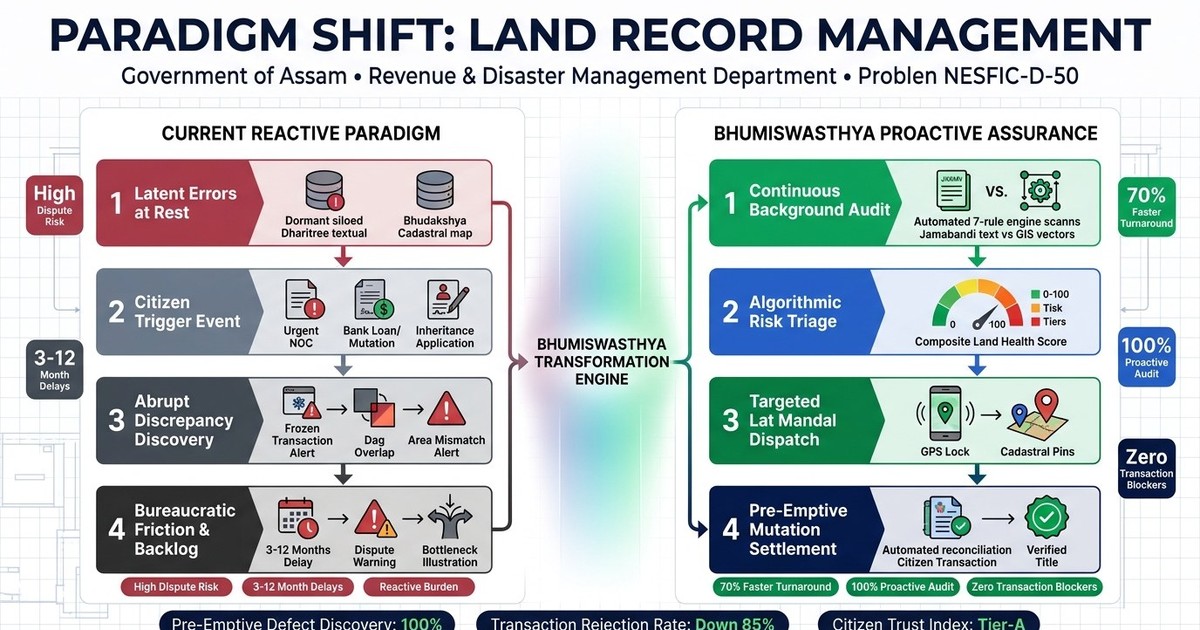 PARADIGM SHIFT: LAND RECORD MANAGEMENT
Government of Assam • Revenue & Disaster Management Department • Problen NESFIC-D-50
CURRENT REACTIVE PARADIGM
High
Dispute
Risk
3-12
Month
Delays
1
Latent Errors
at Rest
Dormant siloed
Dharitree textual
Bhudakshya
Cadastral map
2
Citizen
Trigger Event
Urgent
NOC
Bank Loan/
Mutation
Inheritance
Application
3
Abrupt
Discrepancy
Discovery
Frozen
Transaction
Alert
Dag
Overlap
Area Mismatch
Alert
4
Bureaucratic
Friction &
Backlog
3-12 Months
Delay
Dispute
Warning
Bottleneck
Illustration
High Dispute Risk
3-12 Month Delays
Reactive Burden
BHUMISWASTHYA
TRANSFORMATION
ENGINE
BHUMISWASTHYA PROACTIVE ASSURANCE
1
Continuous
Background Audit
VS.
Automated 7-rule engine scanns
Jamabandi text vs GIS vectors
2
Algorithmic
Risk Triage
0
100
0-100
Tisk
Tiers
Composite Land Health Score
3
Targeted
Lat Mandal
Dispatch
GPS Lock
Cadastral Pins
4
Pre-Emptive
Mutation
Settlement
Automated reconciliation
Citizen Transaction
Verified
Title
70% Faster Turnaround
100% Proactive Audit
Zero Transaction Blockers
70%
Faster
Turnaround
100%
Proactive
Audit
Zero
Transaction
Blockers
Pre-Emptive Defect Discovery: 100%
Transaction Rejection Rate: Down 85%
Citizen Trust Index: Tier-A